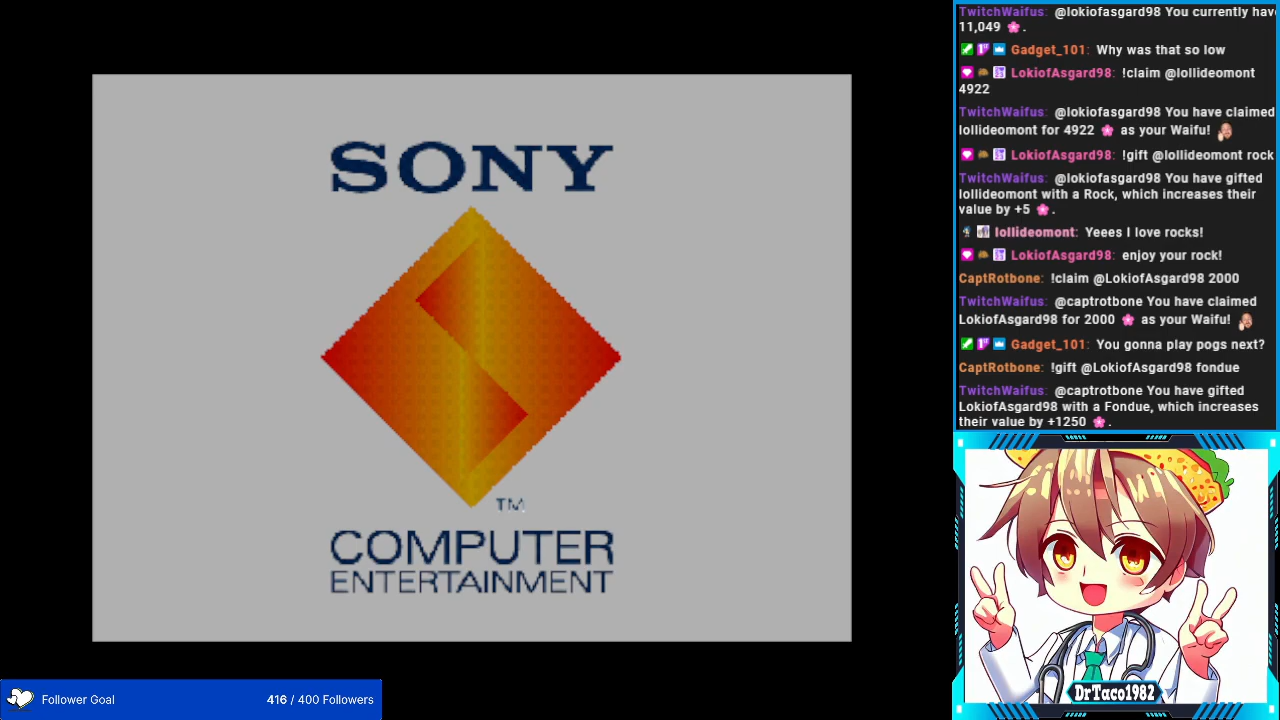 SONY
TM
COMPUTER
ENTERTAINMENT
Follower Goal
416 / 400 Followers
TwitchWaifus: @lokiofasgard98 You currently have
11,049 🌸.
Gadget_101: Why was that so low
LokiofAsgard98: !claim @lollideomont
4922
TwitchWaifus: @lokiofasgard98 You have claimed
lollideomont for 4922 🌸 as your Waifu!
LokiofAsgard98: !gift @lollideomont rock
TwitchWaifus: @lokiofasgard98 You have gifted
lollideomont with a Rock, which increases their
value by +5 🌸.
lollideomont: Yeees I love rocks!
LokiofAsgard98: enjoy your rock!
CaptRotbone: !claim @LokiofAsgard98 2000
TwitchWaifus: @captrotbone You have claimed
LokiofAsgard98 for 2000 🌸 as your Waifu!
Gadget_101: You gonna play pogs next?
CaptRotbone: !gift @LokiofAsgard98 fondue
TwitchWaifus: @captrotbone You have gifted
LokiofAsgard98 with a Fondue, which increases
their value by +1250 🌸.
DrTaco1982